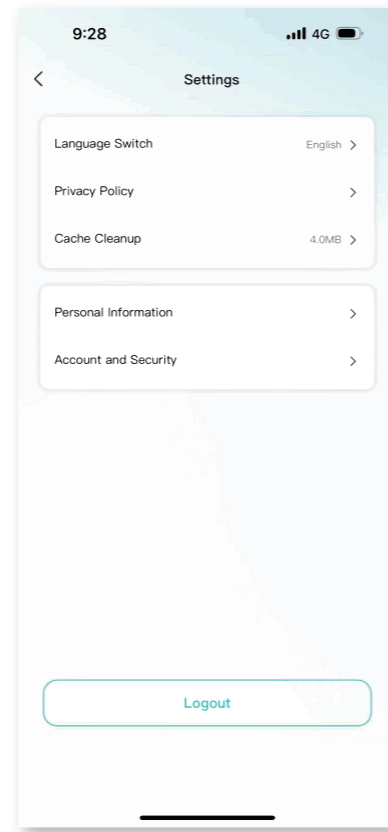 9:28
4G
Settings
Language Switch English
Privacy Policy
Cache Cleanup 4.0MB
Personal Information
Account and Security
Logout